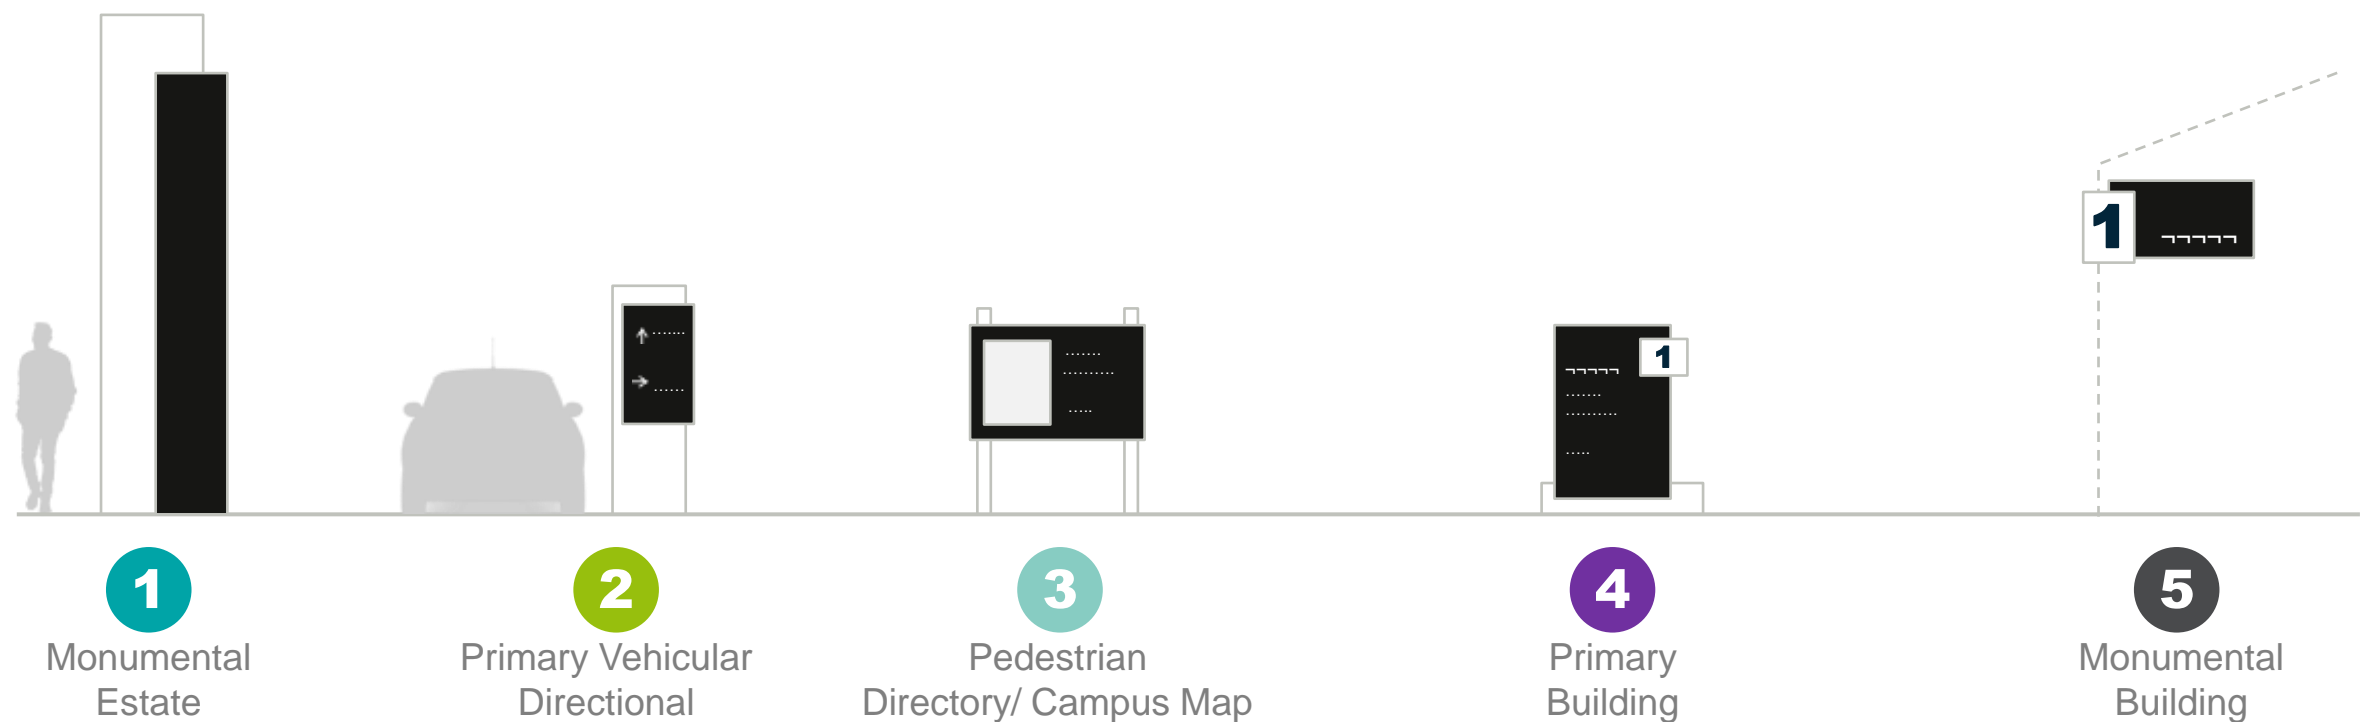 1
1
1
Monumental
Estate
2
Primary Vehicular
Directional
3
Pedestrian
Directory/ Campus Map
4
Primary
Building
5
Monumental
Building